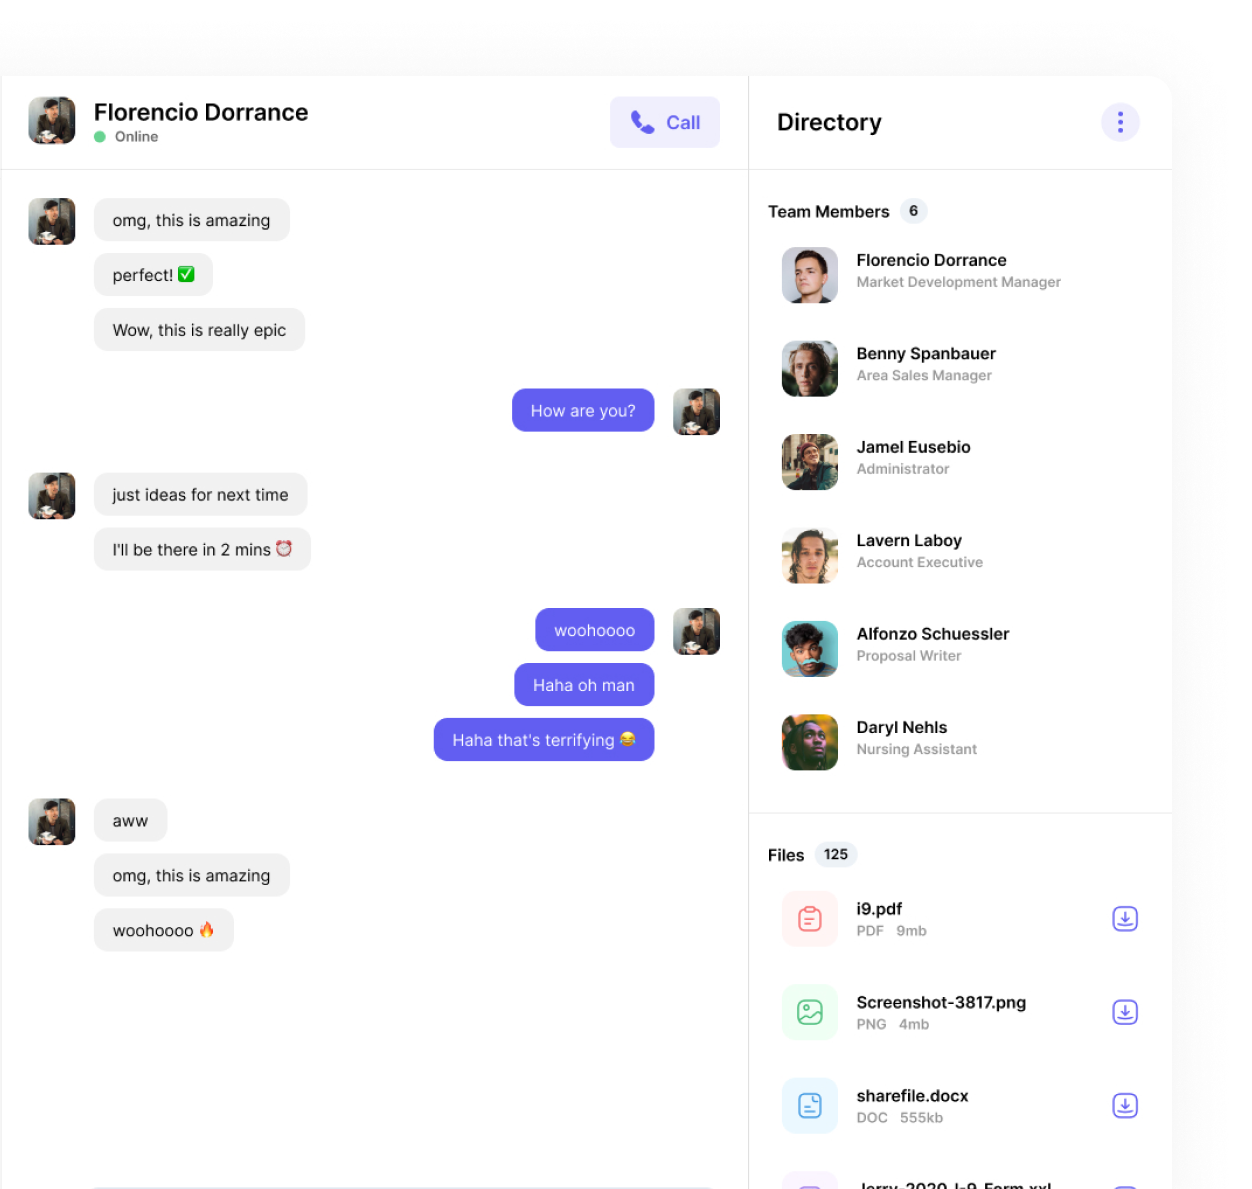 Florencio Dorrance
Online
Call
omg, this is amazing
perfect! ✅
Wow, this is really epic
How are you?
just ideas for next time
I'll be there in 2 mins ⏰
woohoooo
Haha oh man
Haha that's terrifying 😂
aww
omg, this is amazing
woohoooo 🔥
Directory
Team Members 6
Florencio Dorrance
Market Development Manager
Benny Spanbauer
Area Sales Manager
Jamel Eusebio
Administrator
Lavern Laboy
Account Executive
Alfonzo Schuessler
Proposal Writer
Daryl Nehls
Nursing Assistant
Files 125
i9.pdf
PDF 9mb
Screenshot-3817.png
PNG 4mb
sharefile.docx
DOC 555kb